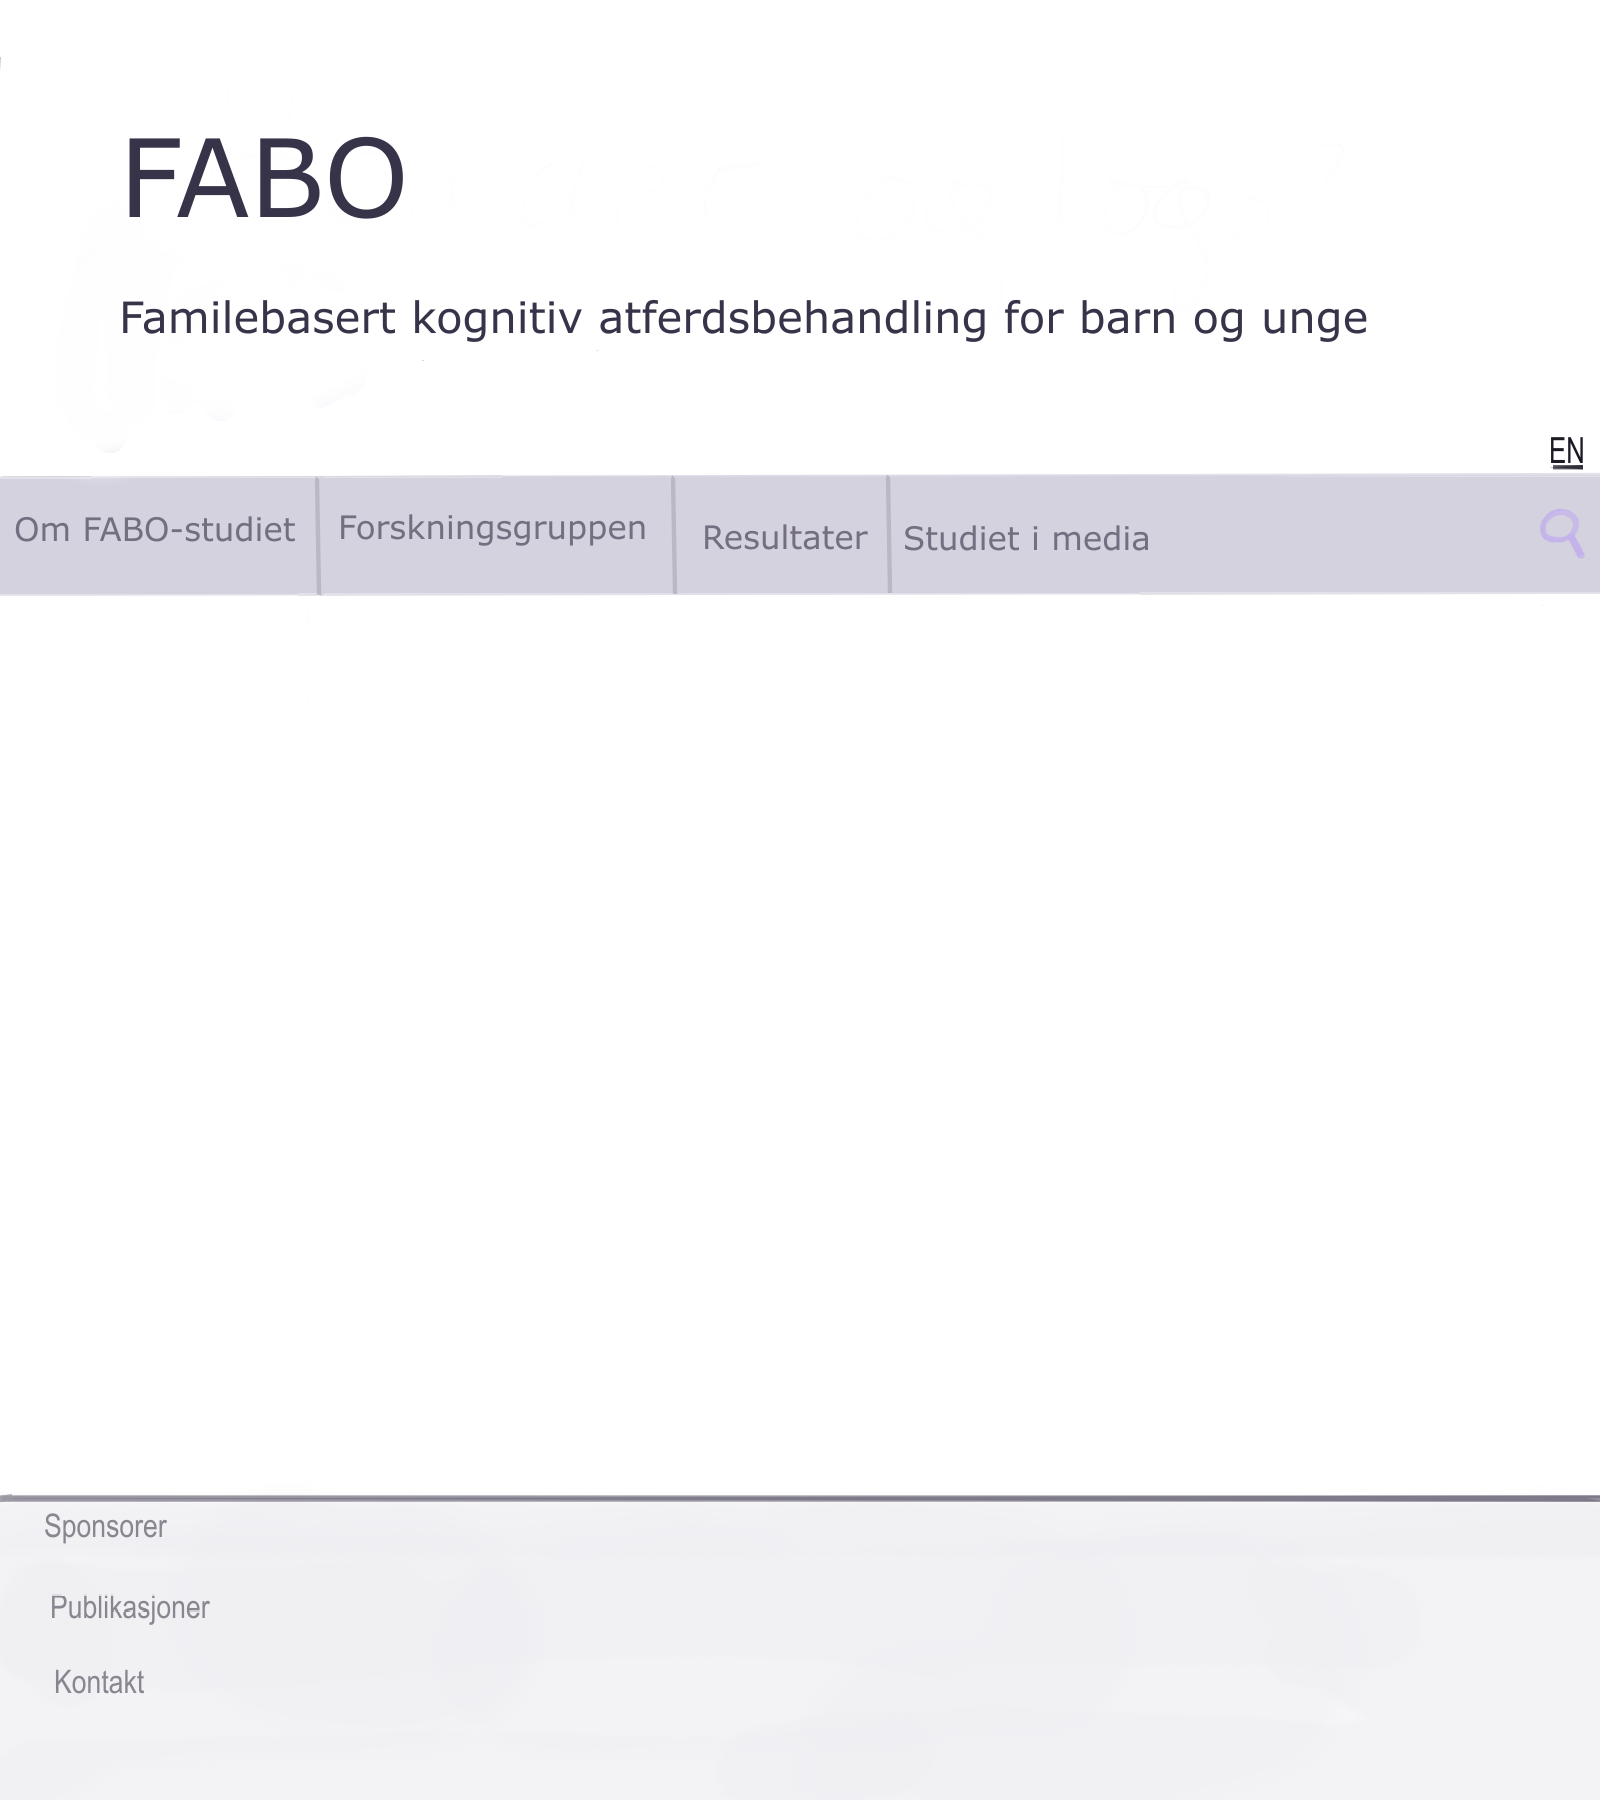 FABO
Familebasert kognitiv atferdsbehandling for barn og unge
EN
Om FABO-studiet
Forskningsgruppen
Resultater
Studiet i media
Sponsorer
Publikasjoner
Kontakt